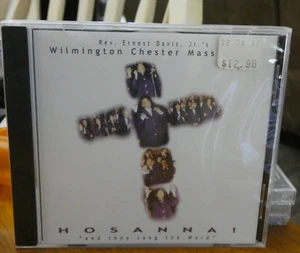 Rev. Ernest Davis, Jr.'s
Wilmington Chester Mass
$12.98
HOSANNA!
"and they sang the Word"